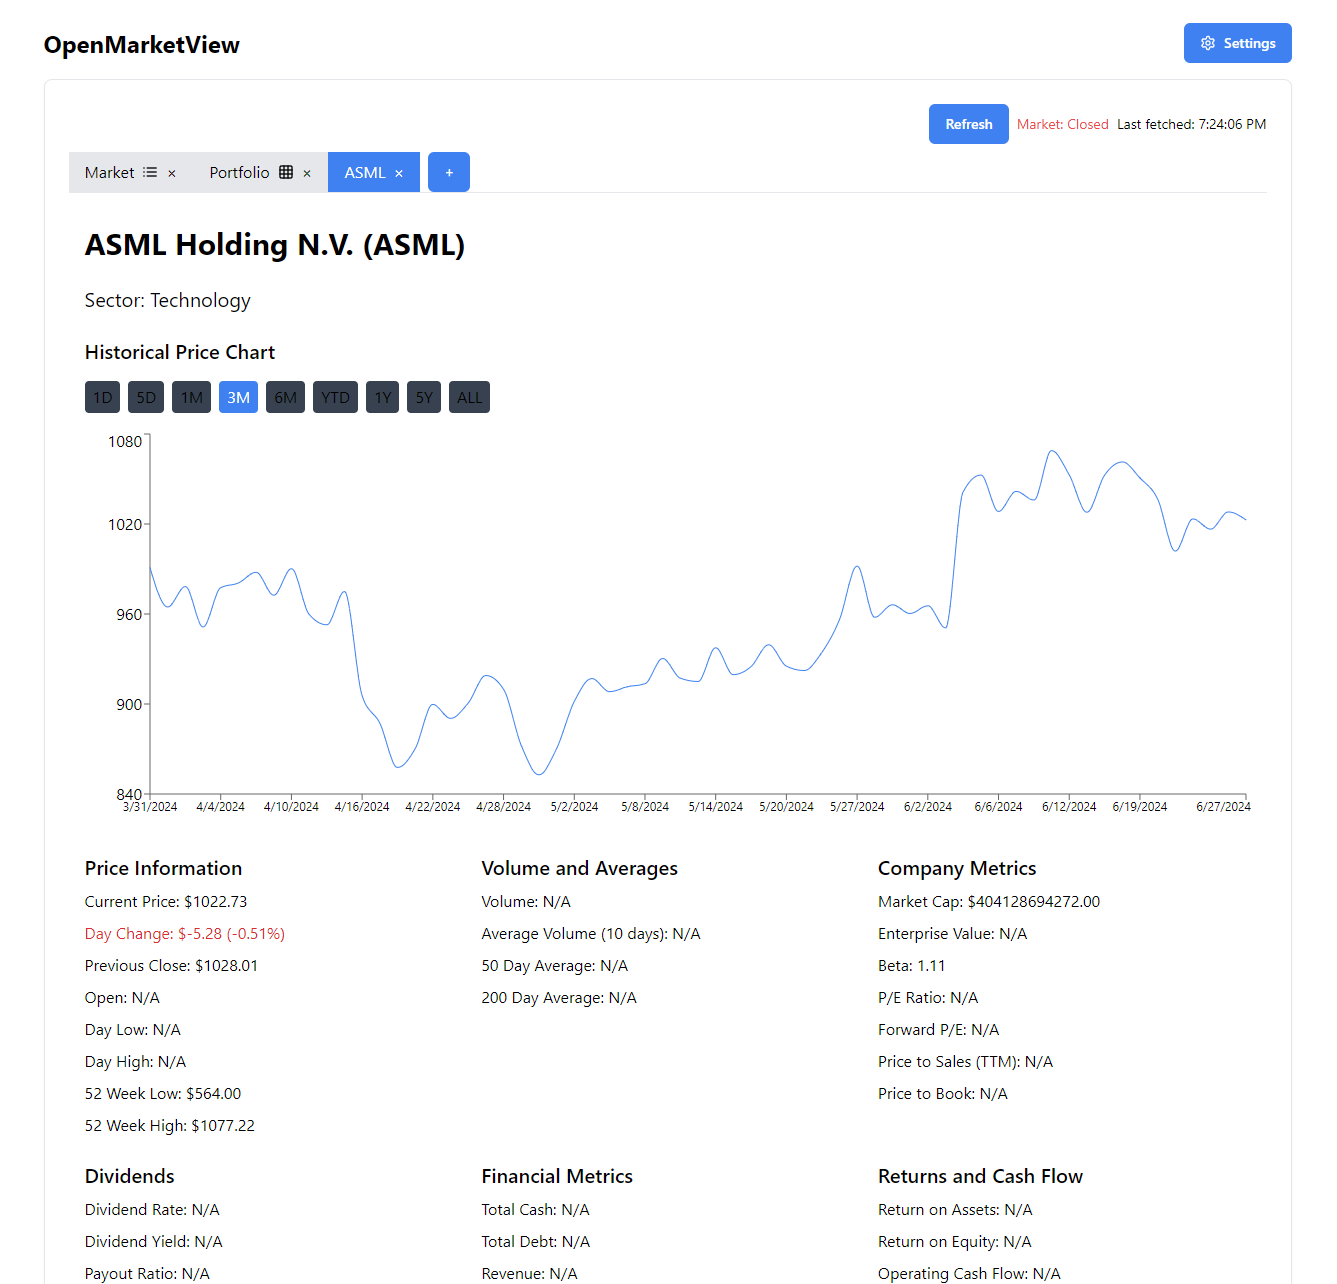 OpenMarketView
Settings
Refresh Market: Closed Last fetched: 7:24:06 PM
Market × Portfolio × ASML × +
ASML Holding N.V. (ASML)
Sector: Technology
Historical Price Chart
1D 5D 1M 3M 6M YTD 1Y 5Y ALL
1080
1020
960
900
840
3/31/2024 4/4/2024 4/10/2024 4/16/2024 4/22/2024 4/28/2024 5/2/2024 5/8/2024 5/14/2024 5/20/2024 5/27/2024 6/2/2024 6/6/2024 6/12/2024 6/19/2024 6/27/2024
Price Information
Current Price: $1022.73
Day Change: $-5.28 (-0.51%)
Previous Close: $1028.01
Open: N/A
Day Low: N/A
Day High: N/A
52 Week Low: $564.00
52 Week High: $1077.22
Volume and Averages
Volume: N/A
Average Volume (10 days): N/A
50 Day Average: N/A
200 Day Average: N/A
Company Metrics
Market Cap: $404128694272.00
Enterprise Value: N/A
Beta: 1.11
P/E Ratio: N/A
Forward P/E: N/A
Price to Sales (TTM): N/A
Price to Book: N/A
Dividends
Dividend Rate: N/A
Dividend Yield: N/A
Payout Ratio: N/A
Financial Metrics
Total Cash: N/A
Total Debt: N/A
Revenue: N/A
Returns and Cash Flow
Return on Assets: N/A
Return on Equity: N/A
Operating Cash Flow: N/A